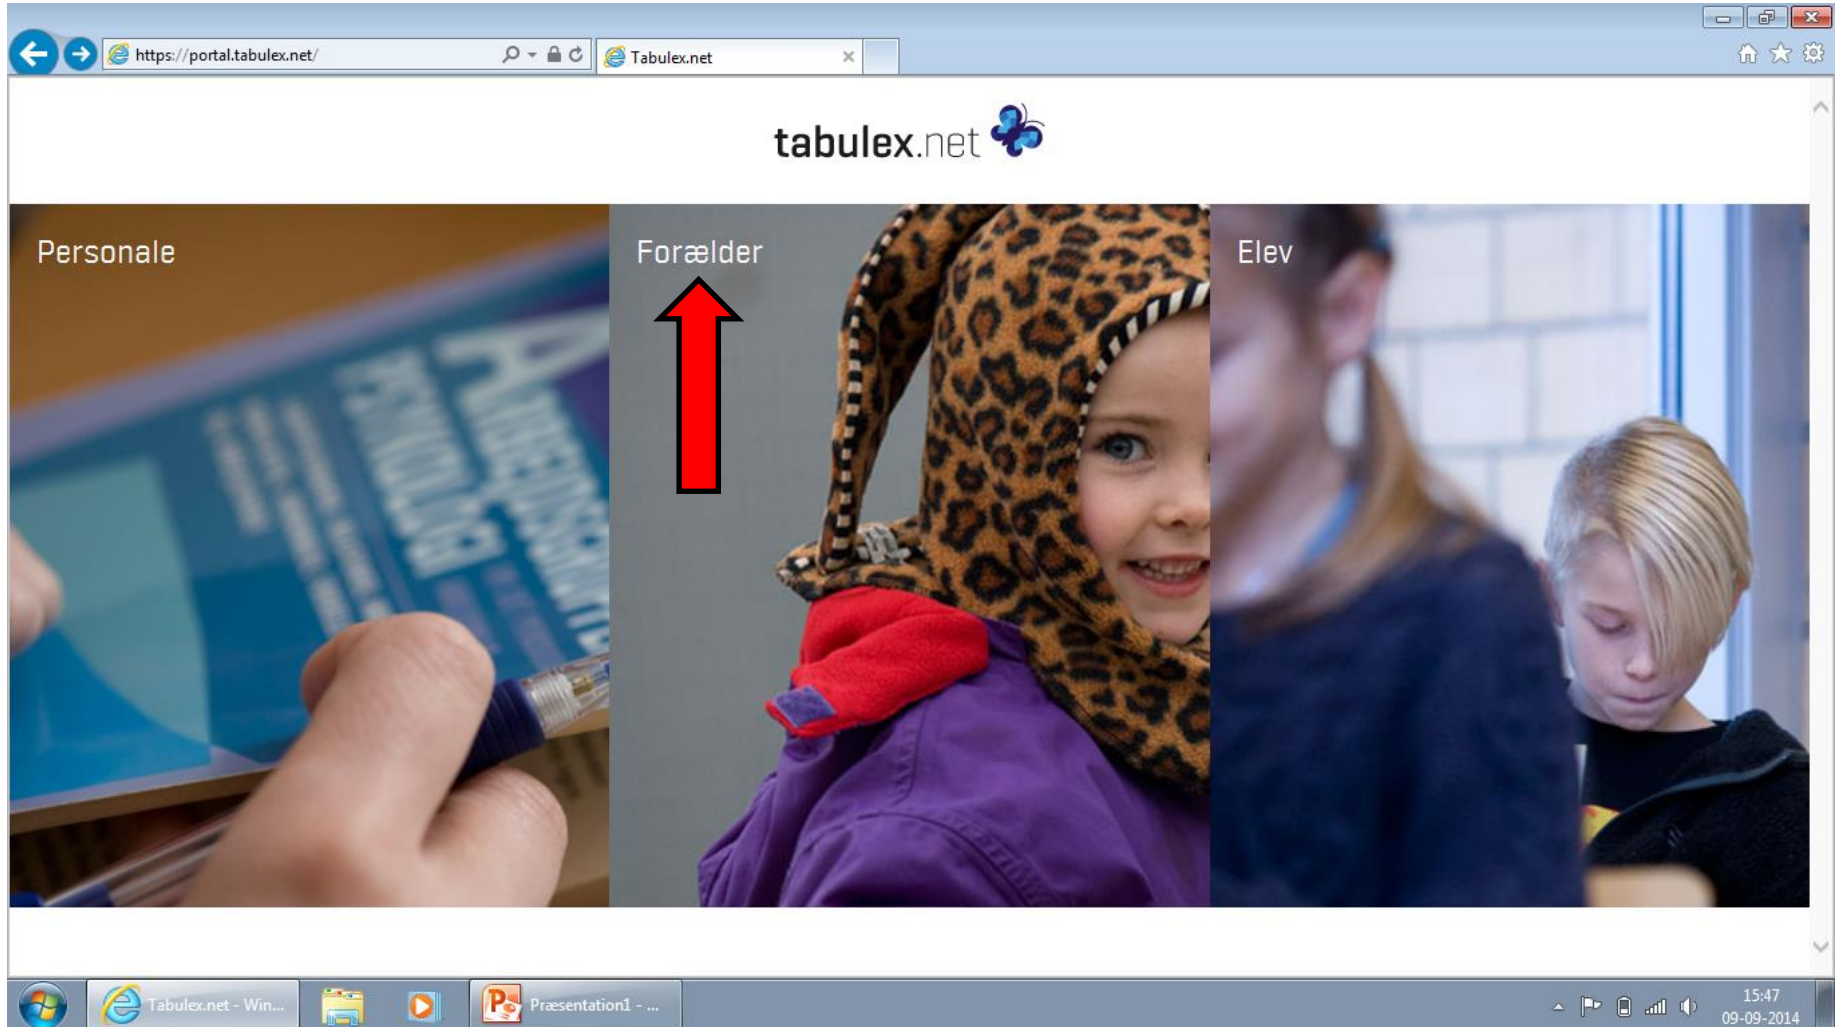 https://portal.tabulex.net/
Tabulex.net
tabulex.net
Personale
Forælder
Elev
PSYKOLOGI
Tabulex.net - Win...
Præsentation1 - ...
15:47
09-09-2014